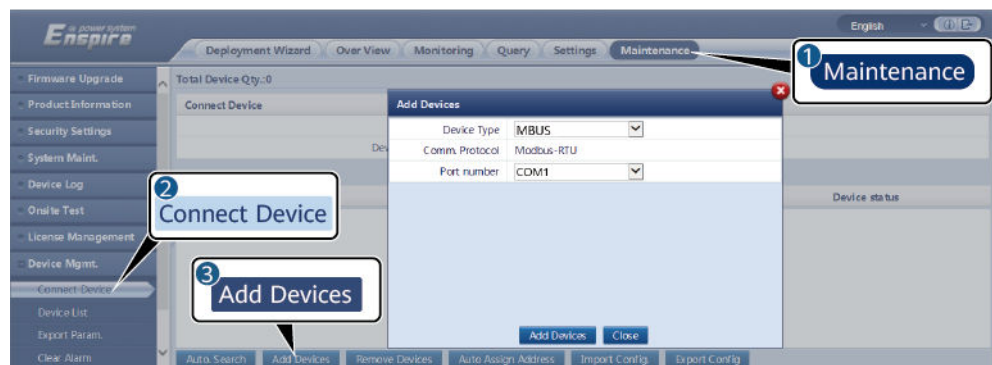 Enspire
English
Deployment Wizard Over View Monitoring Query Settings Maintenance
1 Maintenance
Firmware Upgrade
Product Information
Security Settings
System Maint.
Device Log
Onsite Test
License Management
Device Mgmt.
Connect Device
Device List
Export Param.
Clear Alarm
Total Device Qty.:0
Connect Device
Dev
Device status
2 Connect Device
3 Add Devices
Add Devices
Device Type MBUS
Comm. Protocol Modbus-RTU
Port number COM1
Add Devices Close
Auto. Search Add Devices Remove Devices Auto Assign Address Import Config. Export Config